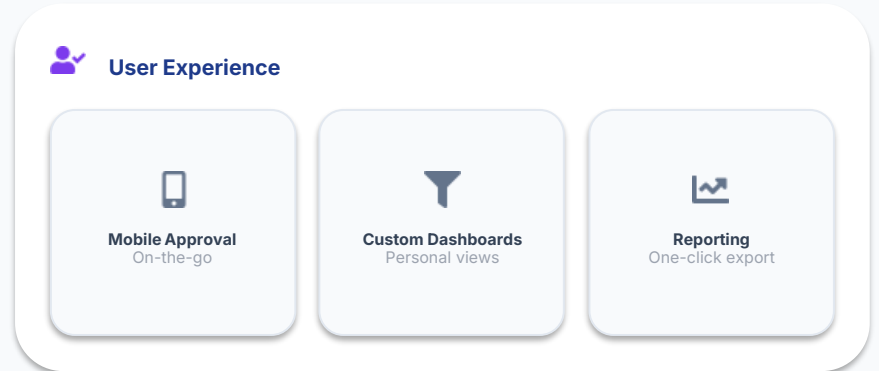 User Experience
Mobile Approval
On-the-go
Custom Dashboards
Personal views
Reporting
One-click export